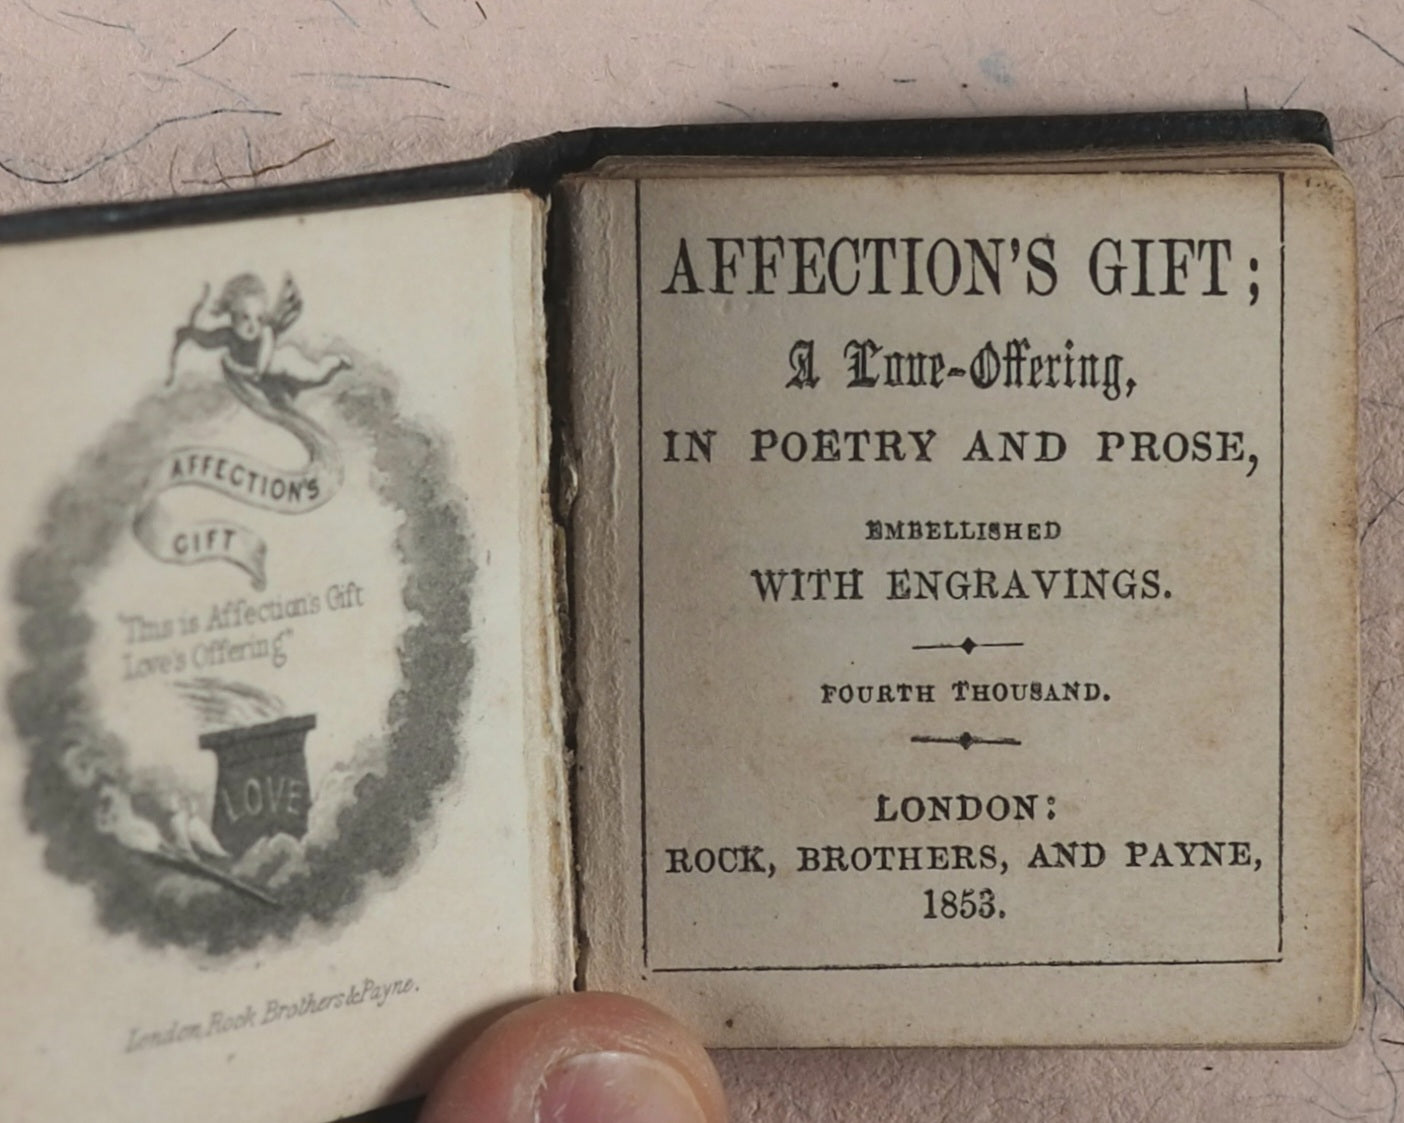 AFFECTION'S
GIFT
"This is Affection's Gift
Love's Offering"
LOVE
London, Rock Brothers & Payne.
AFFECTION'S GIFT;
A Love-Offering,
IN POETRY AND PROSE,
EMBELLISHED
WITH ENGRAVINGS.
FOURTH THOUSAND.
LONDON:
ROCK, BROTHERS, AND PAYNE,
1853.